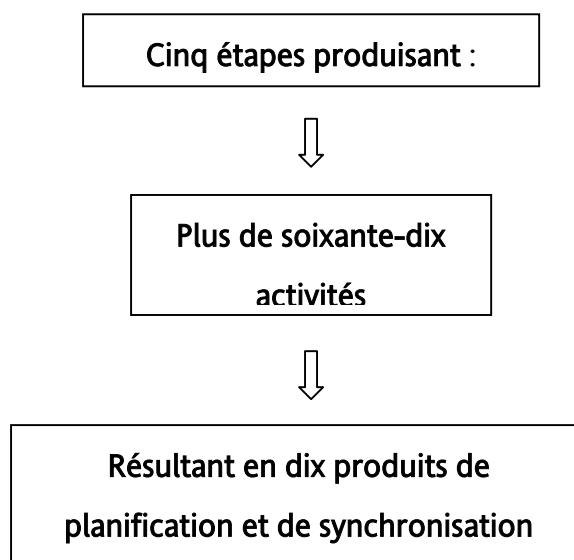 Cinq étapes produisant :
Plus de soixante-dix
activités
Résultant en dix produits de
planification et de synchronisation